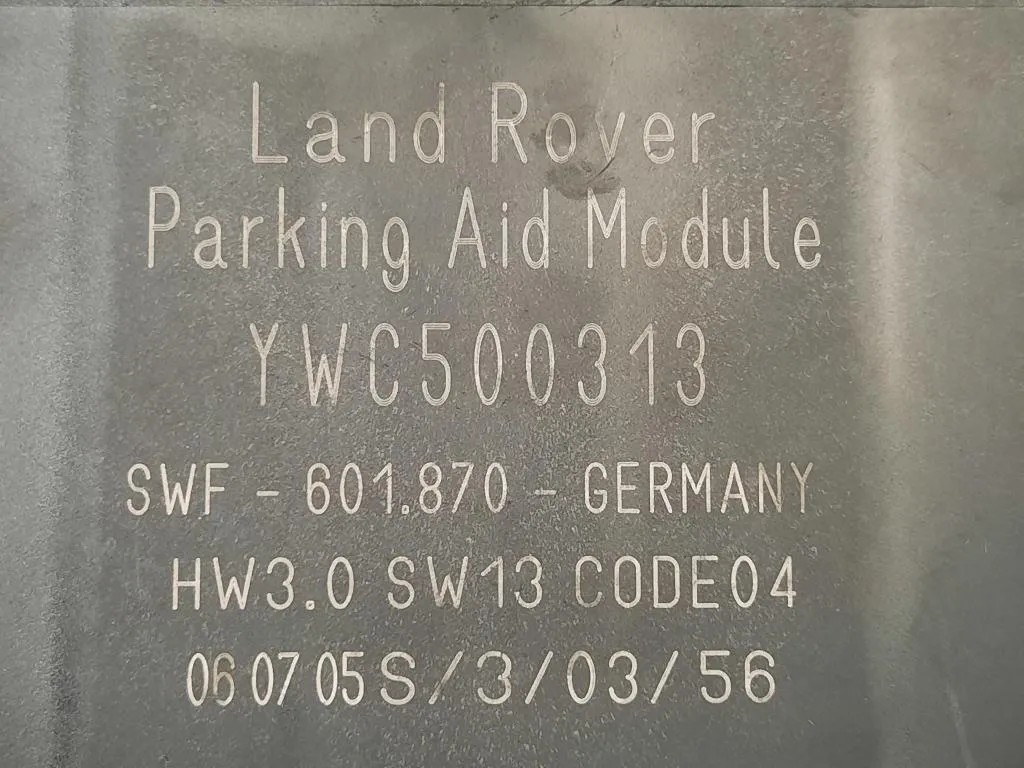 Land Rover
Parking Aid Module
YWC500313
SWF - 601.870 - GERMANY
HW3.0 SW13 CODE04
06 07 05 S/3/03/56